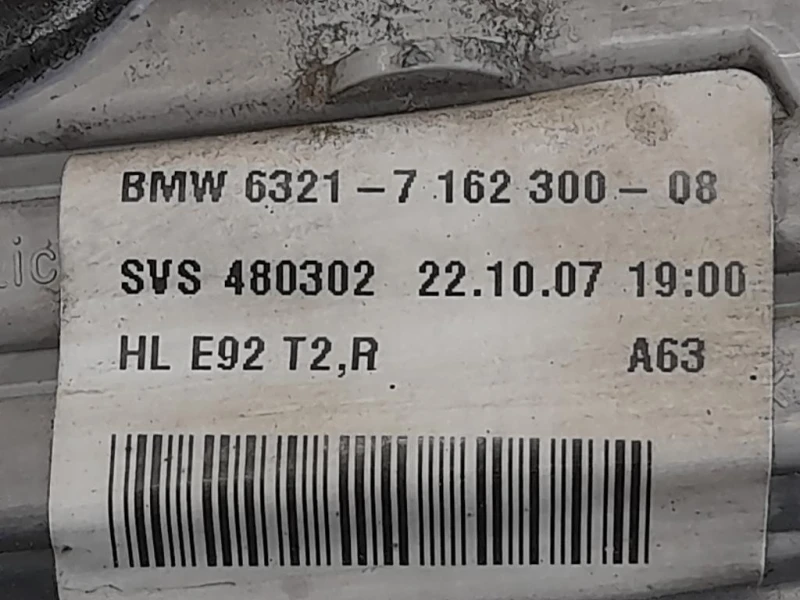 BMW 6321-7 162 300-08
SVS 480302 22.10.07 19:00
HL E92 T2,R A63